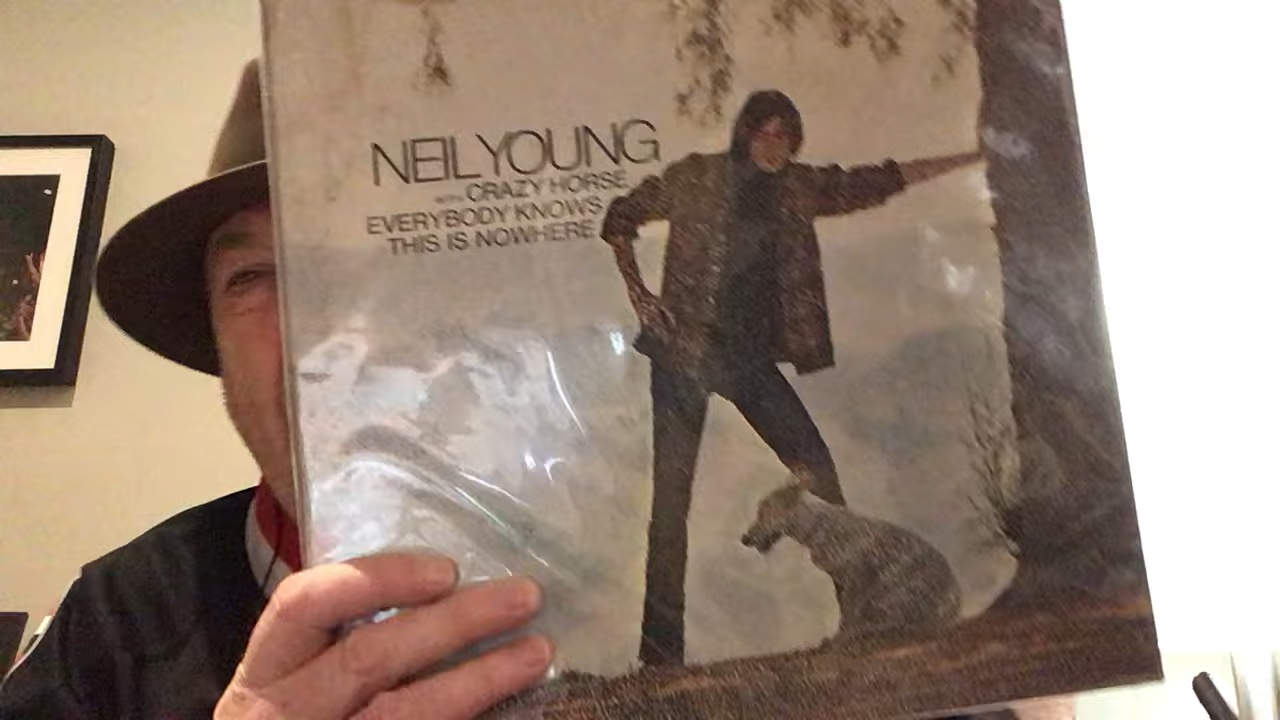 NEIL YOUNG
WITH CRAZY HORSE
EVERYBODY KNOWS
THIS IS NOWHERE